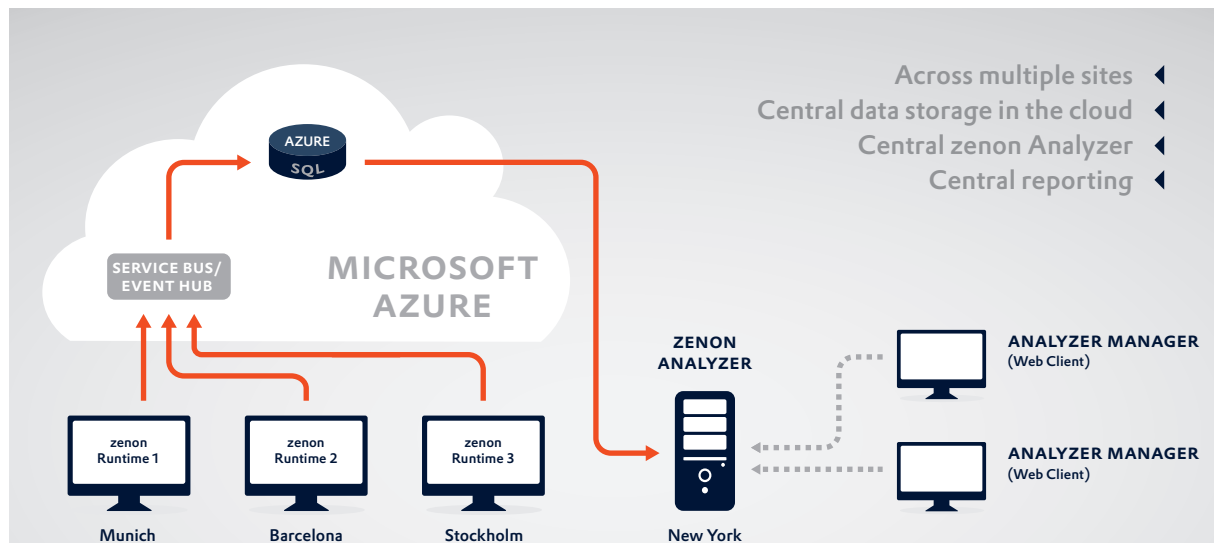 Across multiple sites
Central data storage in the cloud
Central zenon Analyzer
Central reporting
AZURE
SQL
SERVICE BUS/
EVENT HUB
MICROSOFT
AZURE
ZENON
ANALYZER
ANALYZER MANAGER
(Web Client)
ANALYZER MANAGER
(Web Client)
zenon
Runtime 1
zenon
Runtime 2
zenon
Runtime 3
Munich
Barcelona
Stockholm
New York